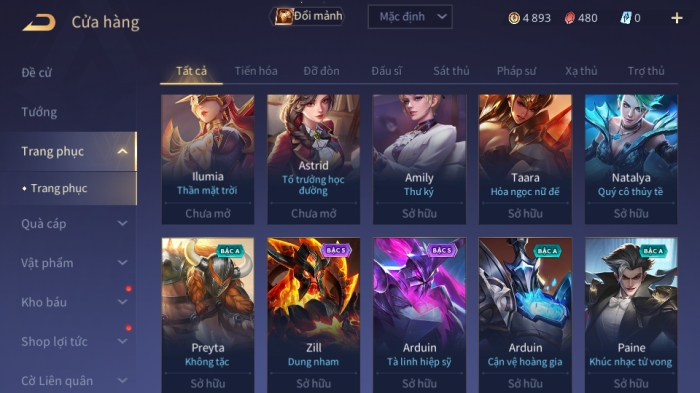 Cửa hàng
Đổi mảnh
Mặc định
4 893
480
0
Đề cử
Tướng
Trang phục
Trang phục
Quà cáp
Vật phẩm
Kho báu
Shop lợi tức
Cờ Liên quân
Tất cả Tiến hóa Đỡ đòn Đấu sĩ Sát thủ Pháp sư Xạ thủ Trợ thủ
Ilumia
Thần mặt trời
Chưa mở
Astrid
Tổ trưởng học
đường
Chưa mở
Amily
Thư ký
Sở hữu
Taara
Hỏa ngọc nữ đế
Sở hữu
Natalya
Quý cô thủy tề
Sở hữu
BẬC A
Preyta
Không tặc
Sở hữu
BẬC S
Zill
Dung nham
Sở hữu
BẬC S
Arduin
Tà linh hiệp sỹ
Sở hữu
BẬC A
Arduin
Cận vệ hoàng gia
Sở hữu
BẬC A
Paine
Khúc nhạc tử vong
Sở hữu